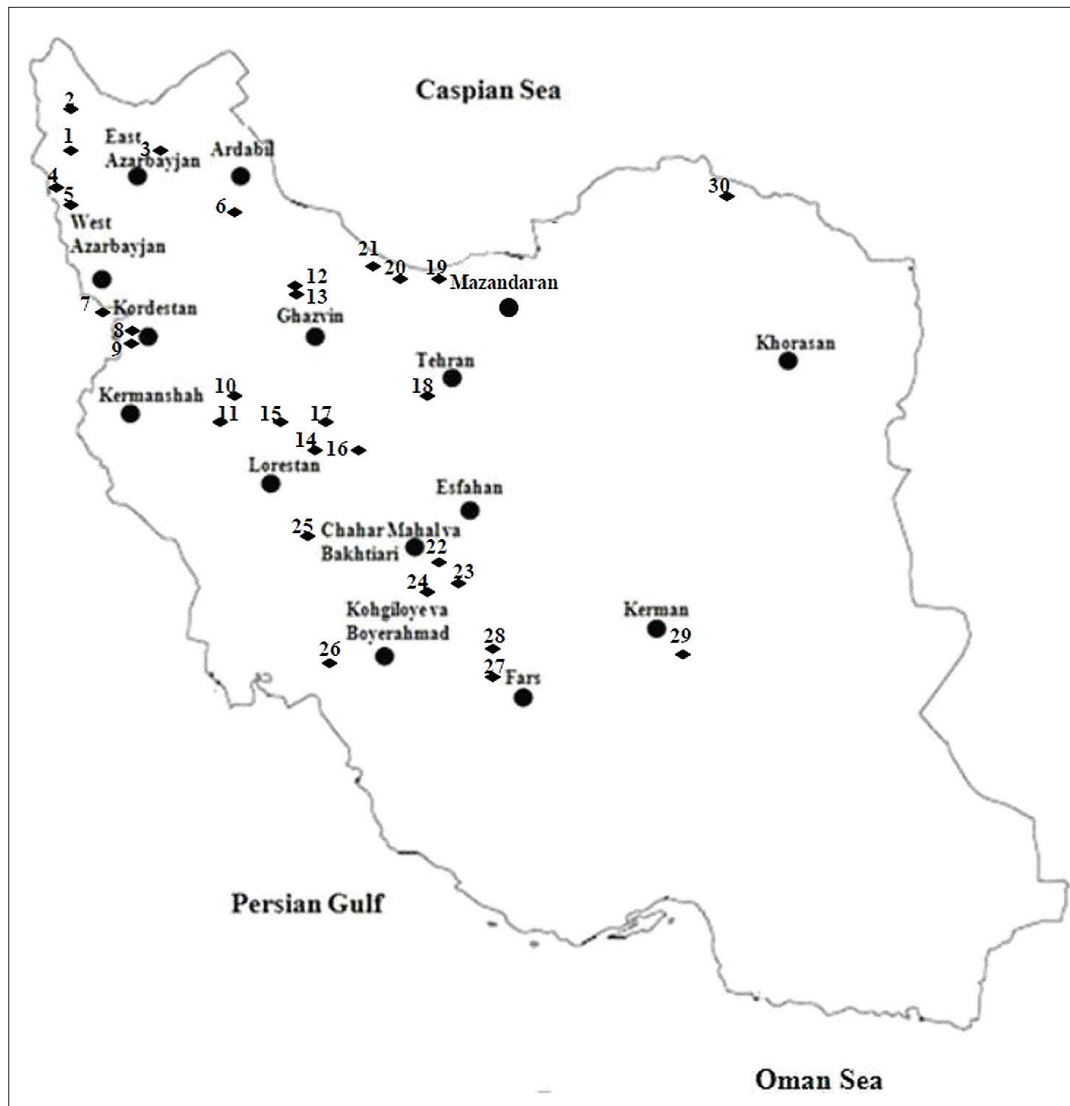 Caspian Sea
2
1
East
Azarbayjan
3
Ardabil
4
5
30
6
West
Azarbayjan
21
20
19
12
13
Mazandaran
7
Kordestan
Ghazvin
8
9
Khorasan
Tehran
Kermanshah
10
18
11
15
17
14
16
Lorestan
Esfahan
25
Chahar Mahal va
Bakhtiari
22
24
23
Kohgiloye va
Boyerahmad
Kerman
28
29
26
27
Fars
Persian Gulf
Oman Sea